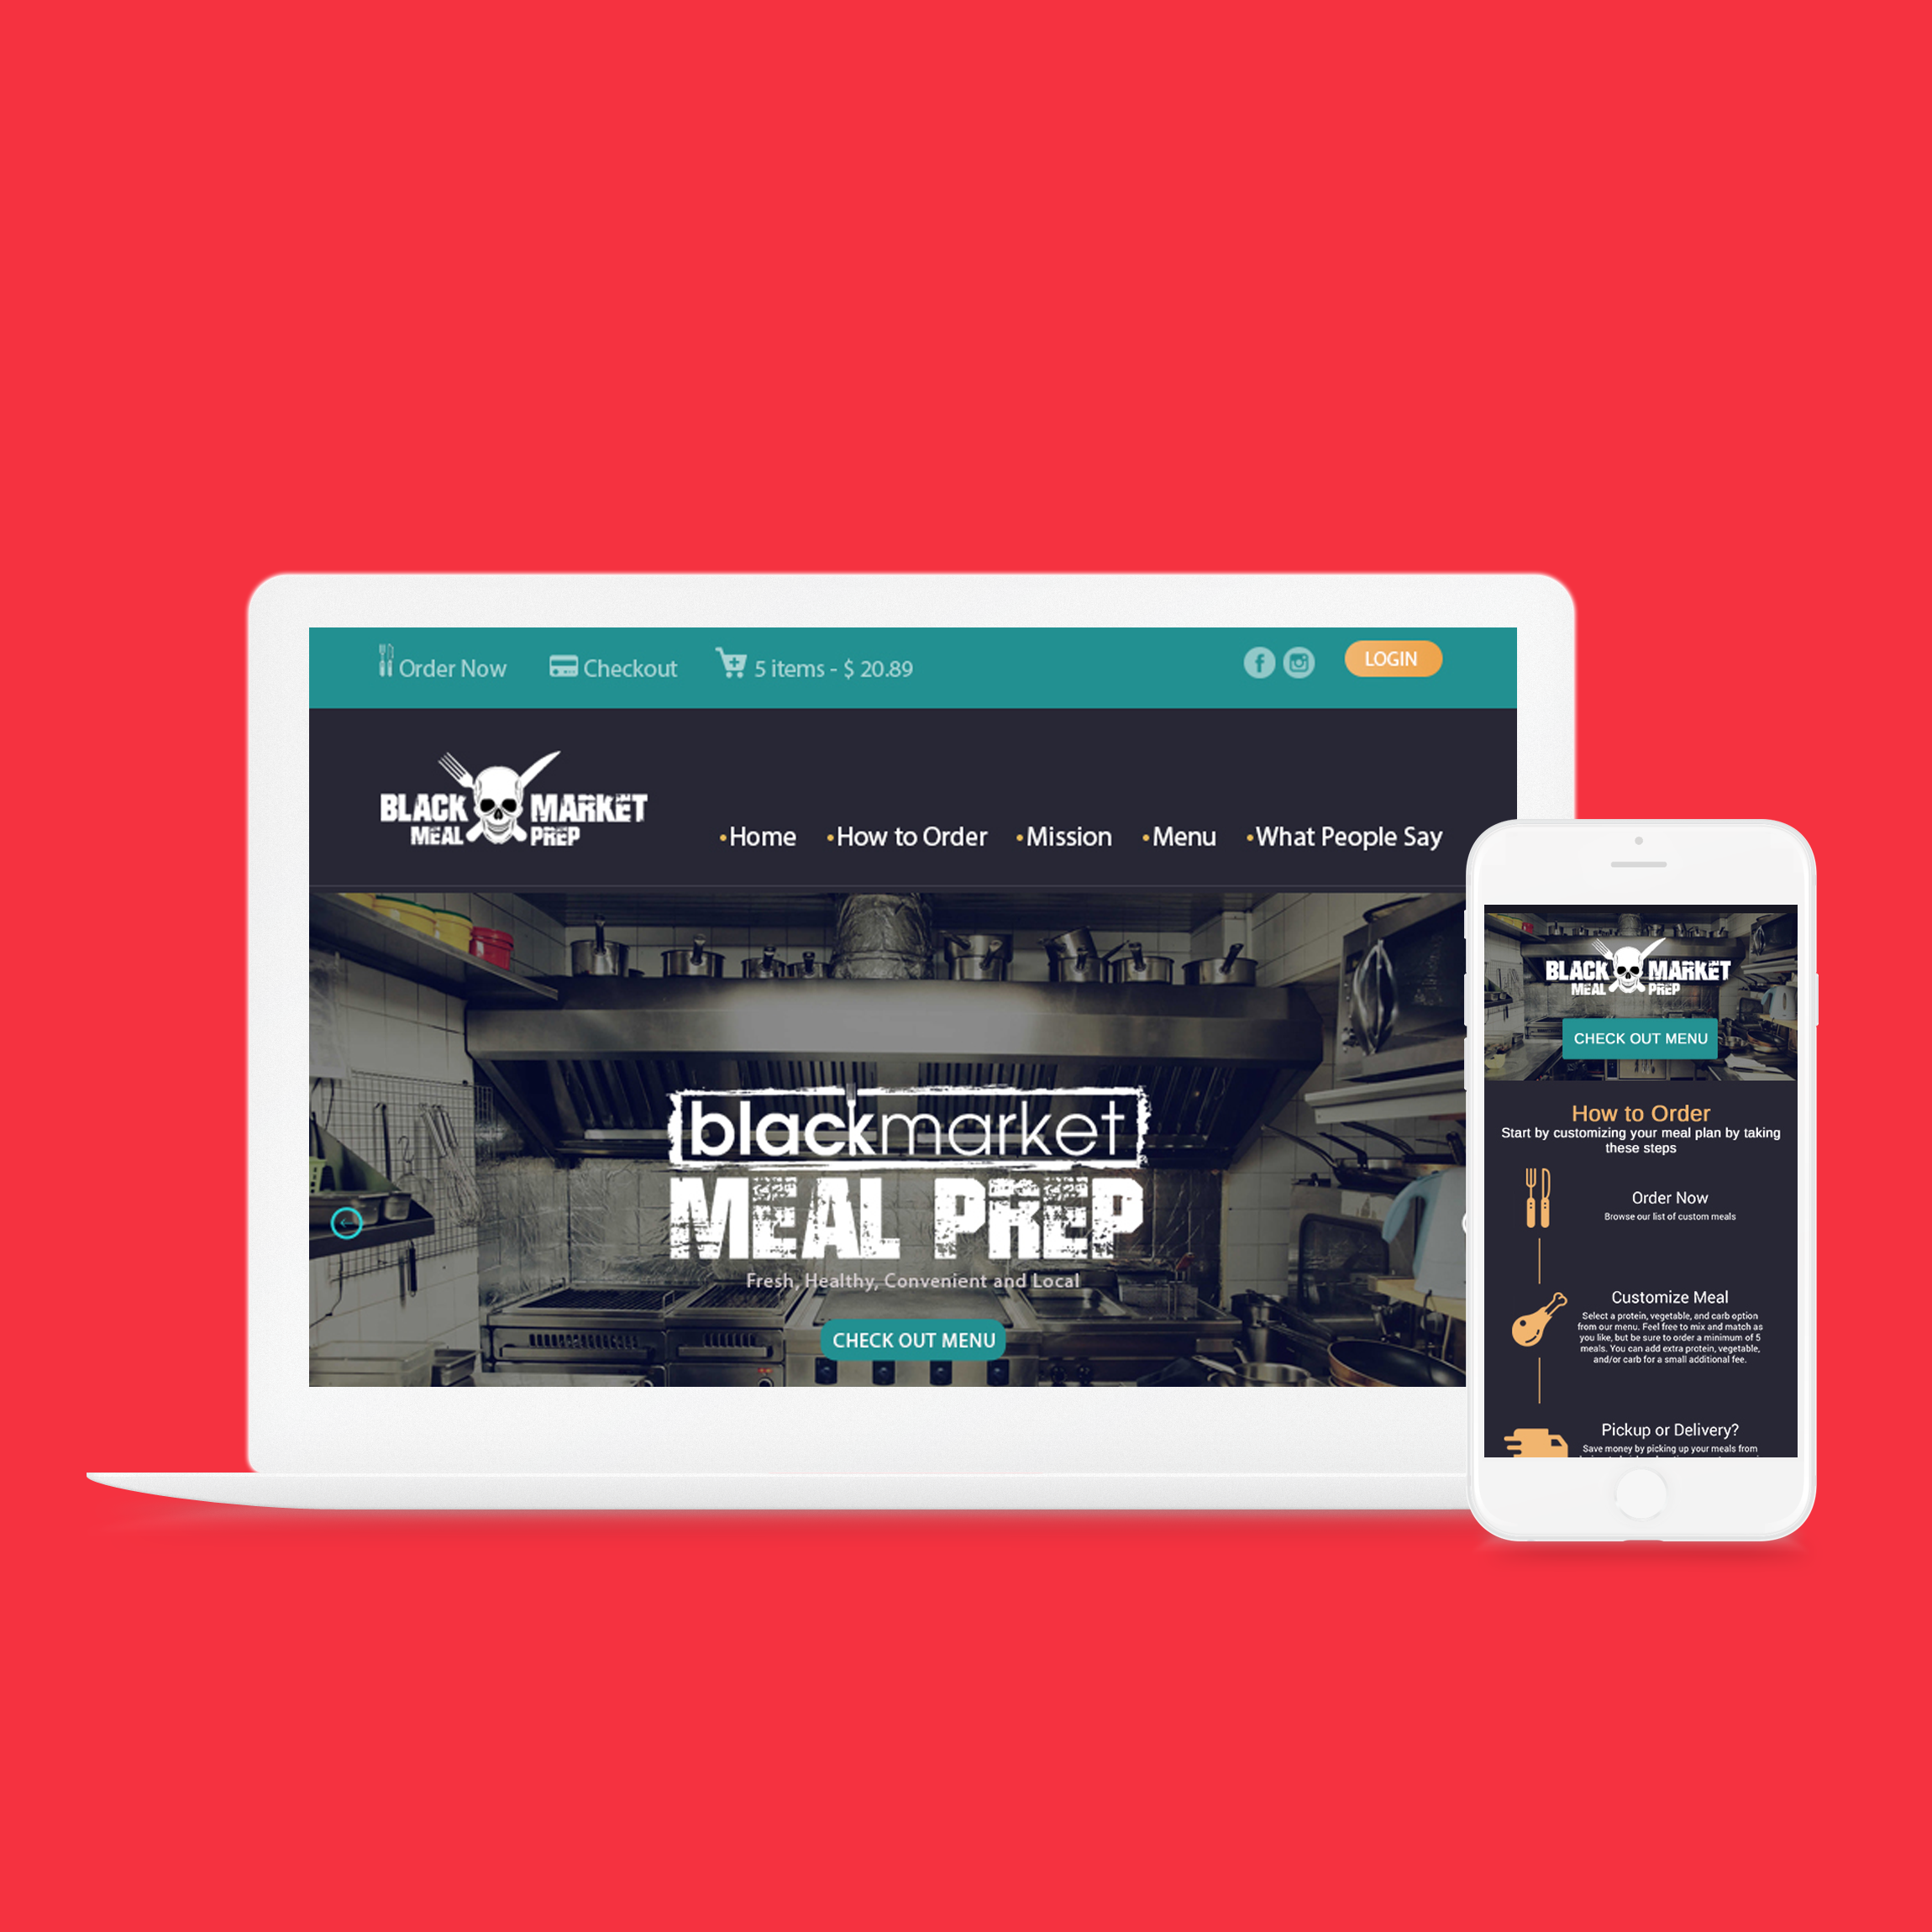 Order Now
Checkout
5 items - $ 20.89
LOGIN
BLACK MARKET
MEAL PREP
•Home •How to Order •Mission •Menu •What People Say
blackmarket
MEAL PREP
Fresh, Healthy, Convenient and Local
CHECK OUT MENU
BLACK MARKET
MEAL PREP
CHECK OUT MENU
How to Order
Start by customizing your meal plan by taking
these steps
Order Now
Browse our list of custom meals
Customize Meal
Select a protein, vegetable, and carb option
from our menu. Feel free to mix and match as
you like, but be sure to order a minimum of 5
meals. You can add extra protein, vegetable,
and/or carb for a small additional fee.
Pickup or Delivery?
Save money by picking up your meals from